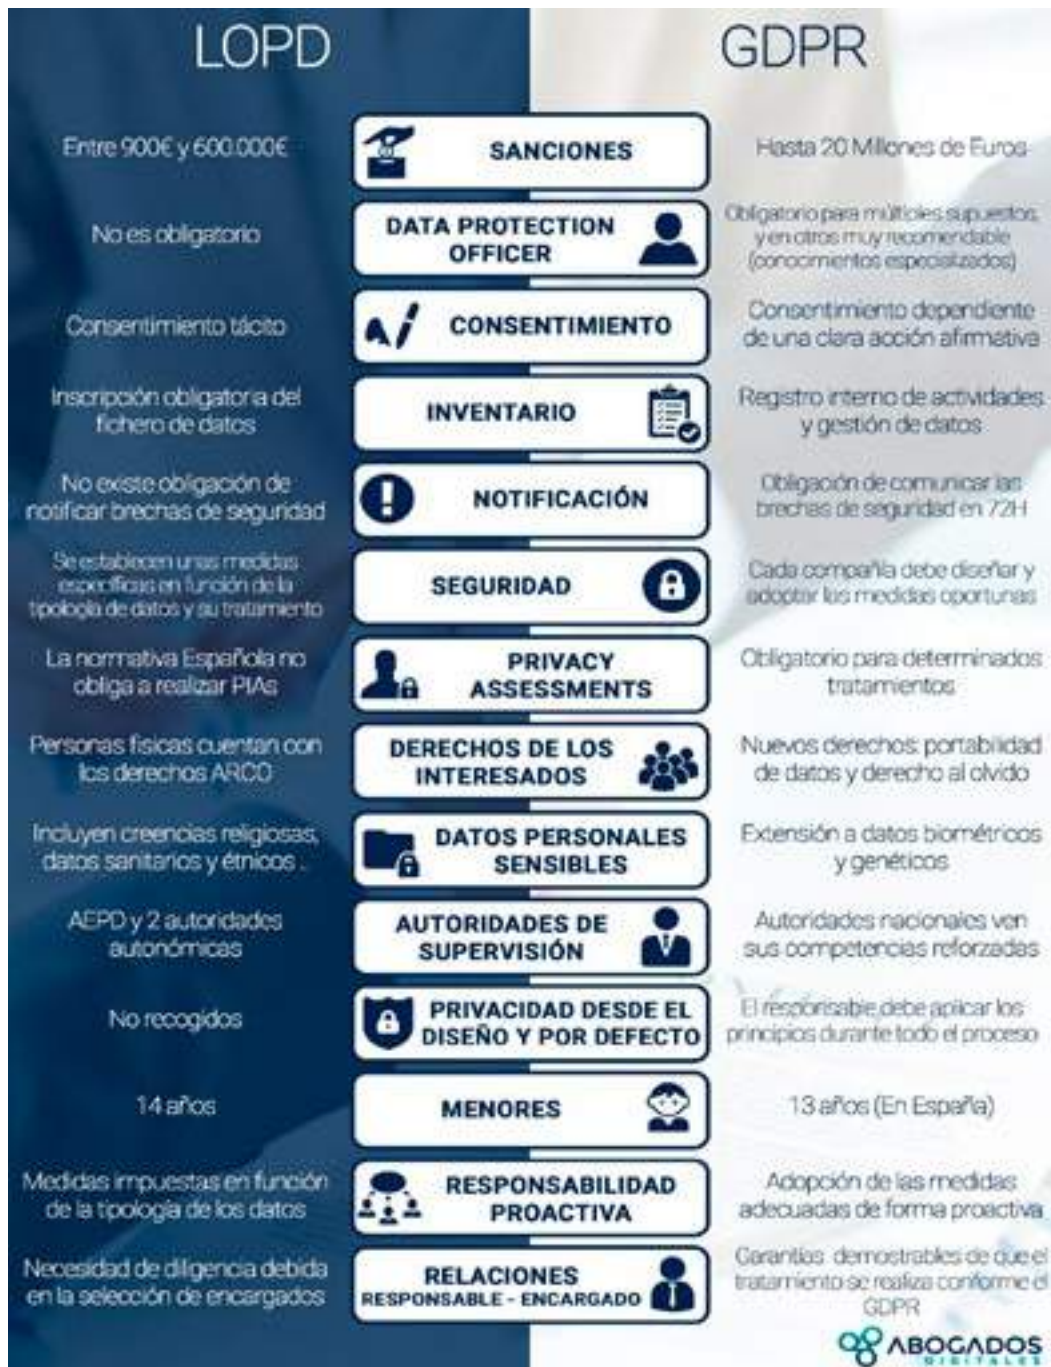 LOPD
GDPR
Entre 900€ y 600.000€
SANCIONES
Hasta 20 Millones de Euros
No es obligatorio
DATA PROTECTION
OFFICER
Obligatorio para múltiples supuestos,
y en otros muy recomendable
(conocimientos especializados)
Consentimiento tácito
CONSENTIMIENTO
Consentimiento dependiente
de una clara acción afirmativa
Inscripción obligatoria del
fichero de datos
INVENTARIO
Registro interno de actividades
y gestión de datos
No existe obligación de
notificar brechas de seguridad
NOTIFICACIÓN
Obligación de comunicar las
brechas de seguridad en 72H
Se establecen unas medidas
específicas en función de la
tipología de datos y su tratamiento
SEGURIDAD
Cada compañía debe diseñar y
adoptar las medidas oportunas
La normativa Española no
obliga a realizar PIAs
PRIVACY
ASSESSMENTS
Obligatorio para determinados
tratamientos
Personas físicas cuentan con
los derechos ARCO
DERECHOS DE LOS
INTERESADOS
Nuevos derechos: portabilidad
de datos y derecho al olvido
Incluyen creencias religiosas,
datos sanitarios y étnicos .
DATOS PERSONALES
SENSIBLES
Extensión a datos biométricos
y genéticos
AEPD y 2 autoridades
autonómicas
AUTORIDADES DE
SUPERVISIÓN
Autoridades nacionales ven
sus competencias reforzadas
No recogidos
PRIVACIDAD DESDE EL
DISEÑO Y POR DEFECTO
El responsable debe aplicar los
principios durante todo el proceso
14 años
MENORES
13 años (En España)
Medidas impuestas en función
de la tipología de los datos
RESPONSABILIDAD
PROACTIVA
Adopción de las medidas
adecuadas de forma proactiva
Necesidad de diligencia debida
en la selección de encargados
RELACIONES
RESPONSABLE - ENCARGADO
Garantías demostrables de que el
tratamiento se realiza conforme el
GDPR
ABOGADOS
DIGITALES